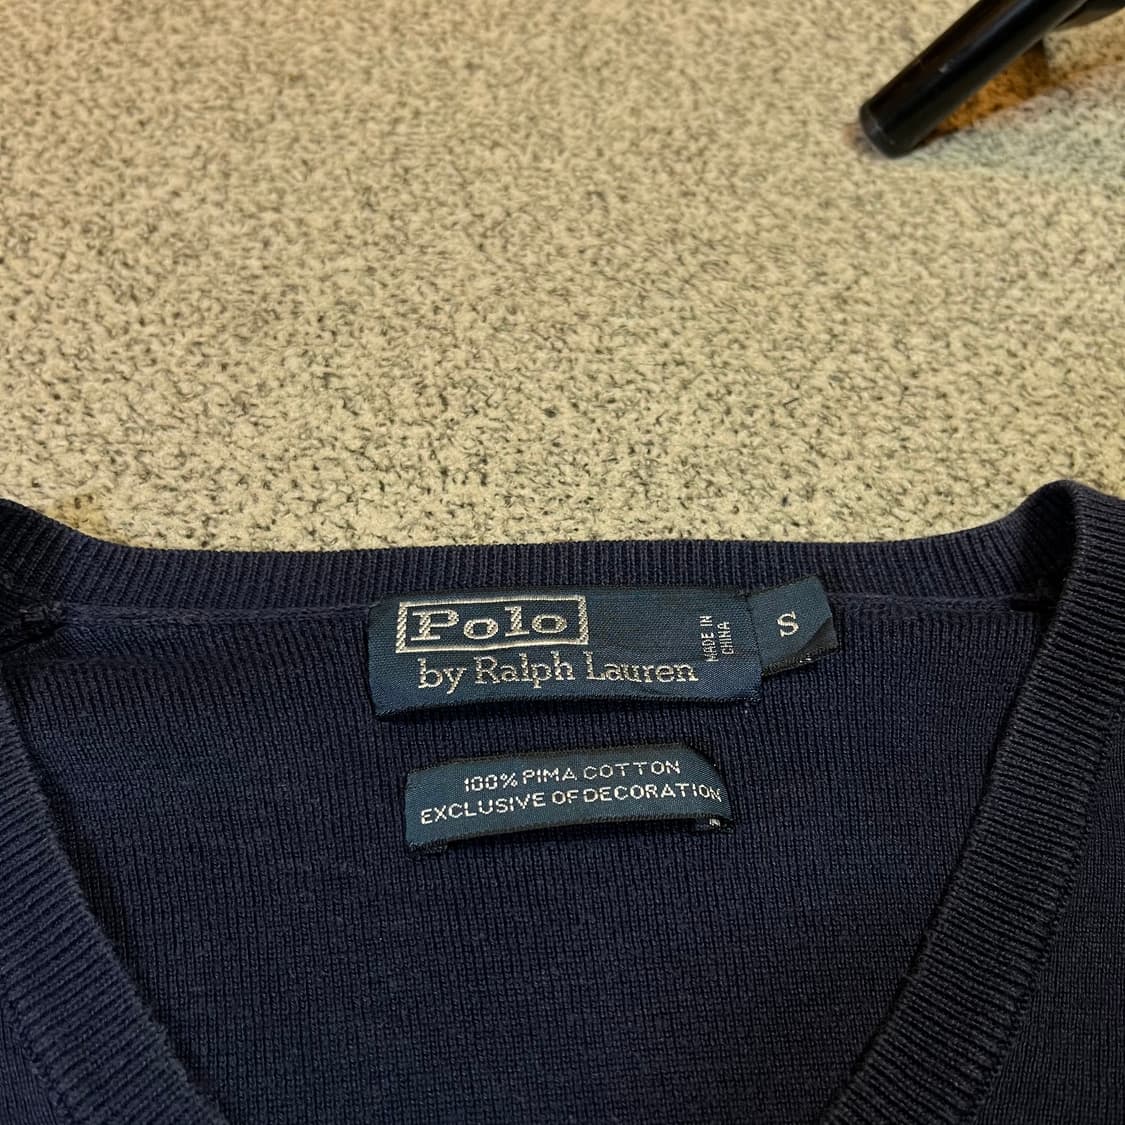 Polo
by Ralph Lauren
MADE IN
CHINA
S
100% PIMA COTTON
EXCLUSIVE OF DECORATION